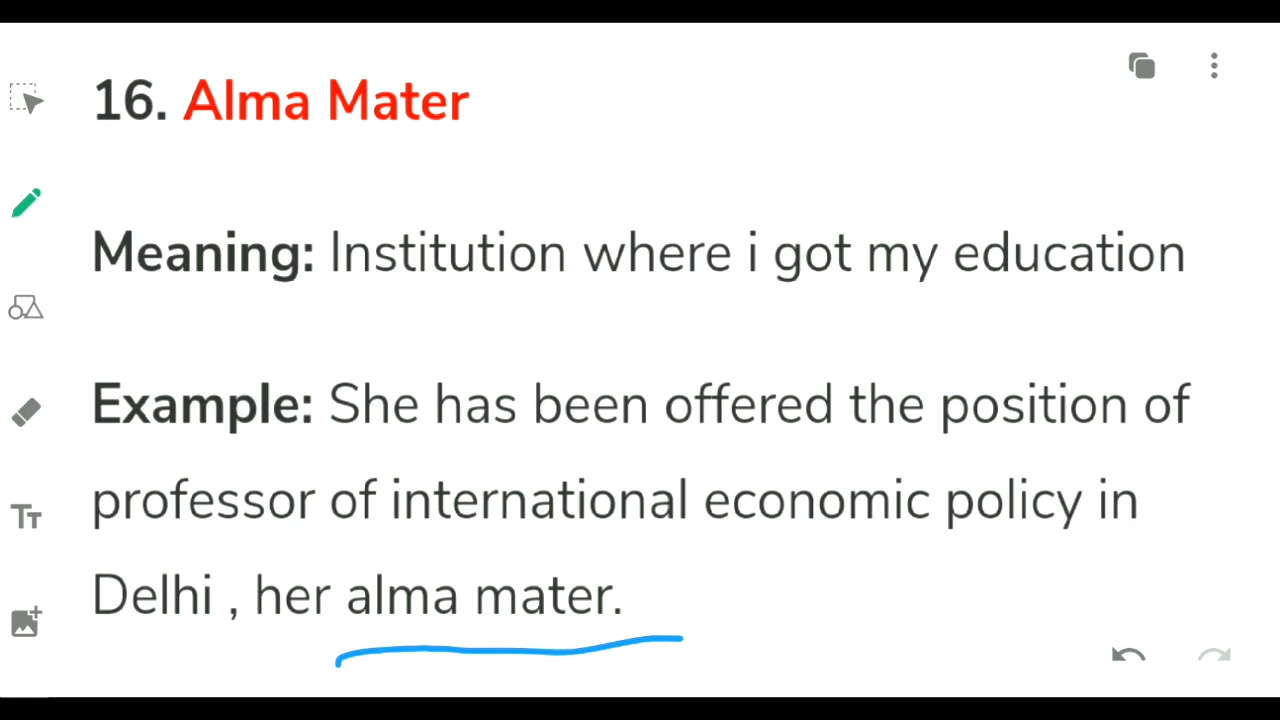 16. Alma Mater
Meaning: Institution where i got my education
Example: She has been offered the position of
professor of international economic policy in
Delhi , her alma mater.
Tт